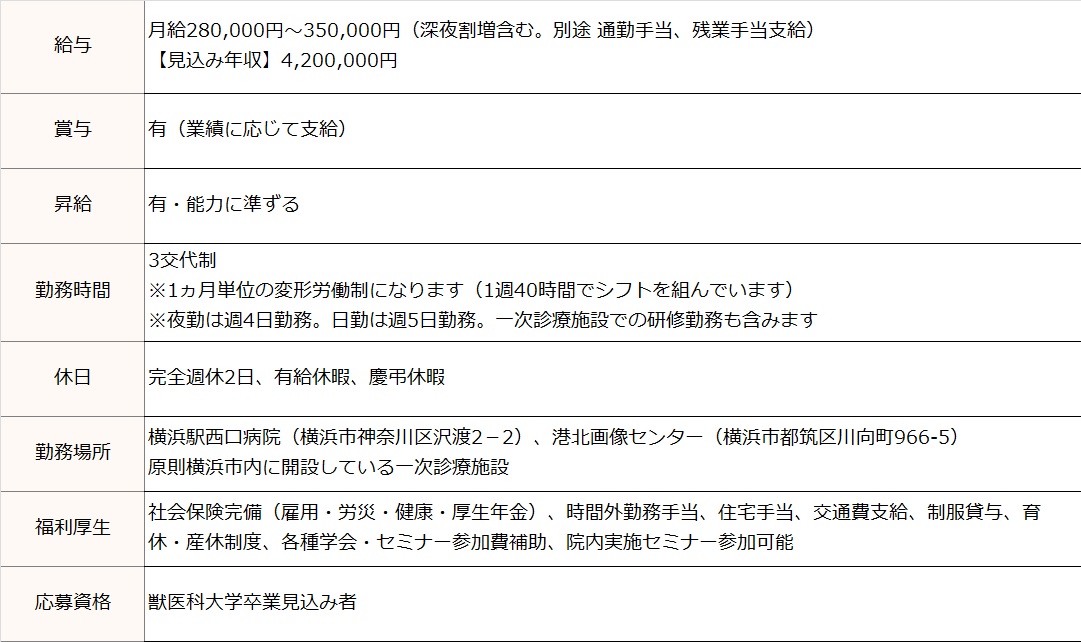 給与
月給280,000円～350,000円（深夜割増含む。別途 通勤手当、残業手当支給）
【見込み年収】4,200,000円
賞与
有（業績に応じて支給）
昇給
有・能力に準ずる
勤務時間
3交代制
※1ヵ月単位の変形労働制になります（1週40時間でシフトを組んでいます）
※夜勤は週4日勤務。日勤は週5日勤務。一次診療施設での研修勤務も含みます
休日
完全週休2日、有給休暇、慶弔休暇
勤務場所
横浜駅西口病院（横浜市神奈川区沢渡2－2）、港北画像センター（横浜市都筑区川向町966-5）
原則横浜市内に開設している一次診療施設
福利厚生
社会保険完備（雇用・労災・健康・厚生年金）、時間外勤務手当、住宅手当、交通費支給、制服貸与、育
休・産休制度、各種学会・セミナー参加費補助、院内実施セミナー参加可能
応募資格
獣医科大学卒業見込み者